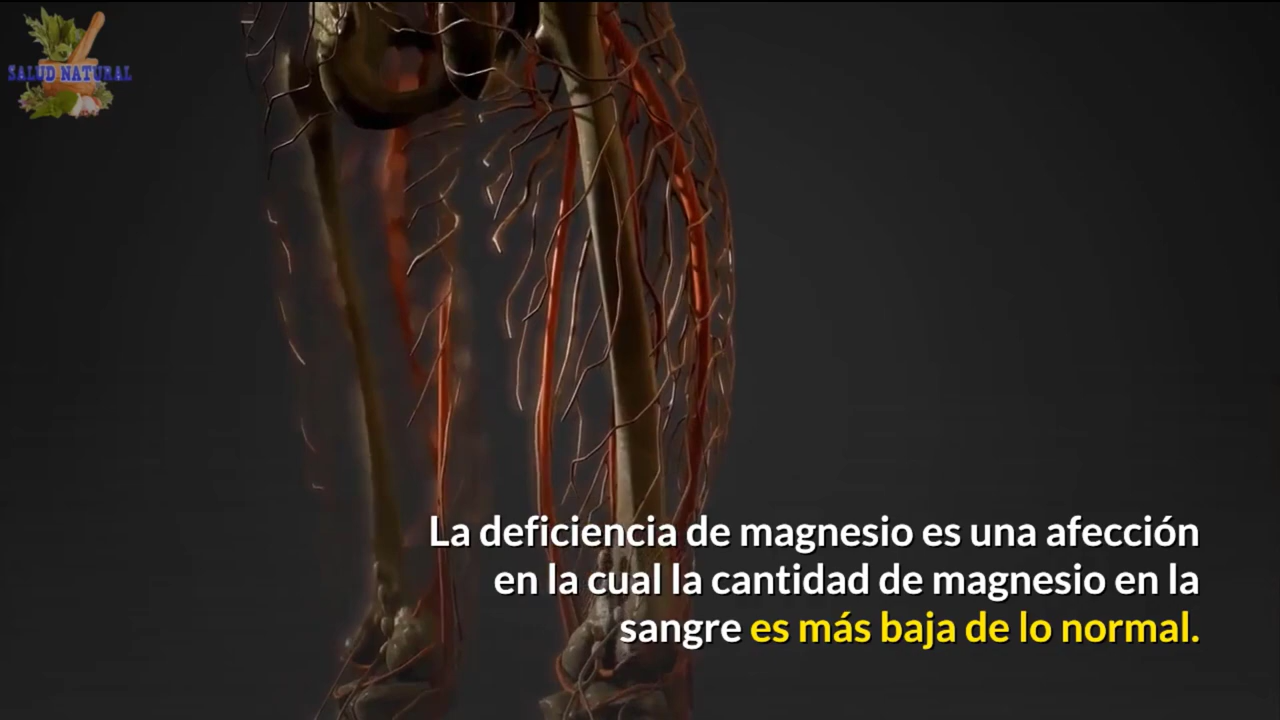 SALUD NATURAL
La deficiencia de magnesio es una afección
en la cual la cantidad de magnesio en la
sangre es más baja de lo normal.